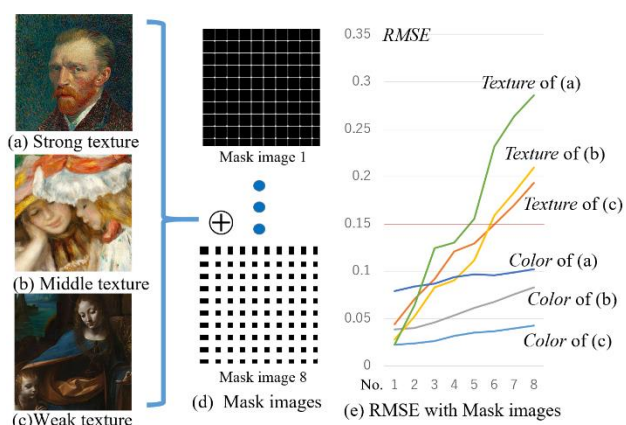 (a) Strong texture
(b) Middle texture
(c)Weak texture
Mask image 1
Mask image 8
(d) Mask images
RMSE
0.35
0.3
0.25
0.2
0.15
0.1
0.05
0
Texture of (a)
Texture of (b)
Texture of (c)
Color of (a)
Color of (b)
Color of (c)
No. 1 2 3 4 5 6 7 8
(e) RMSE with Mask images